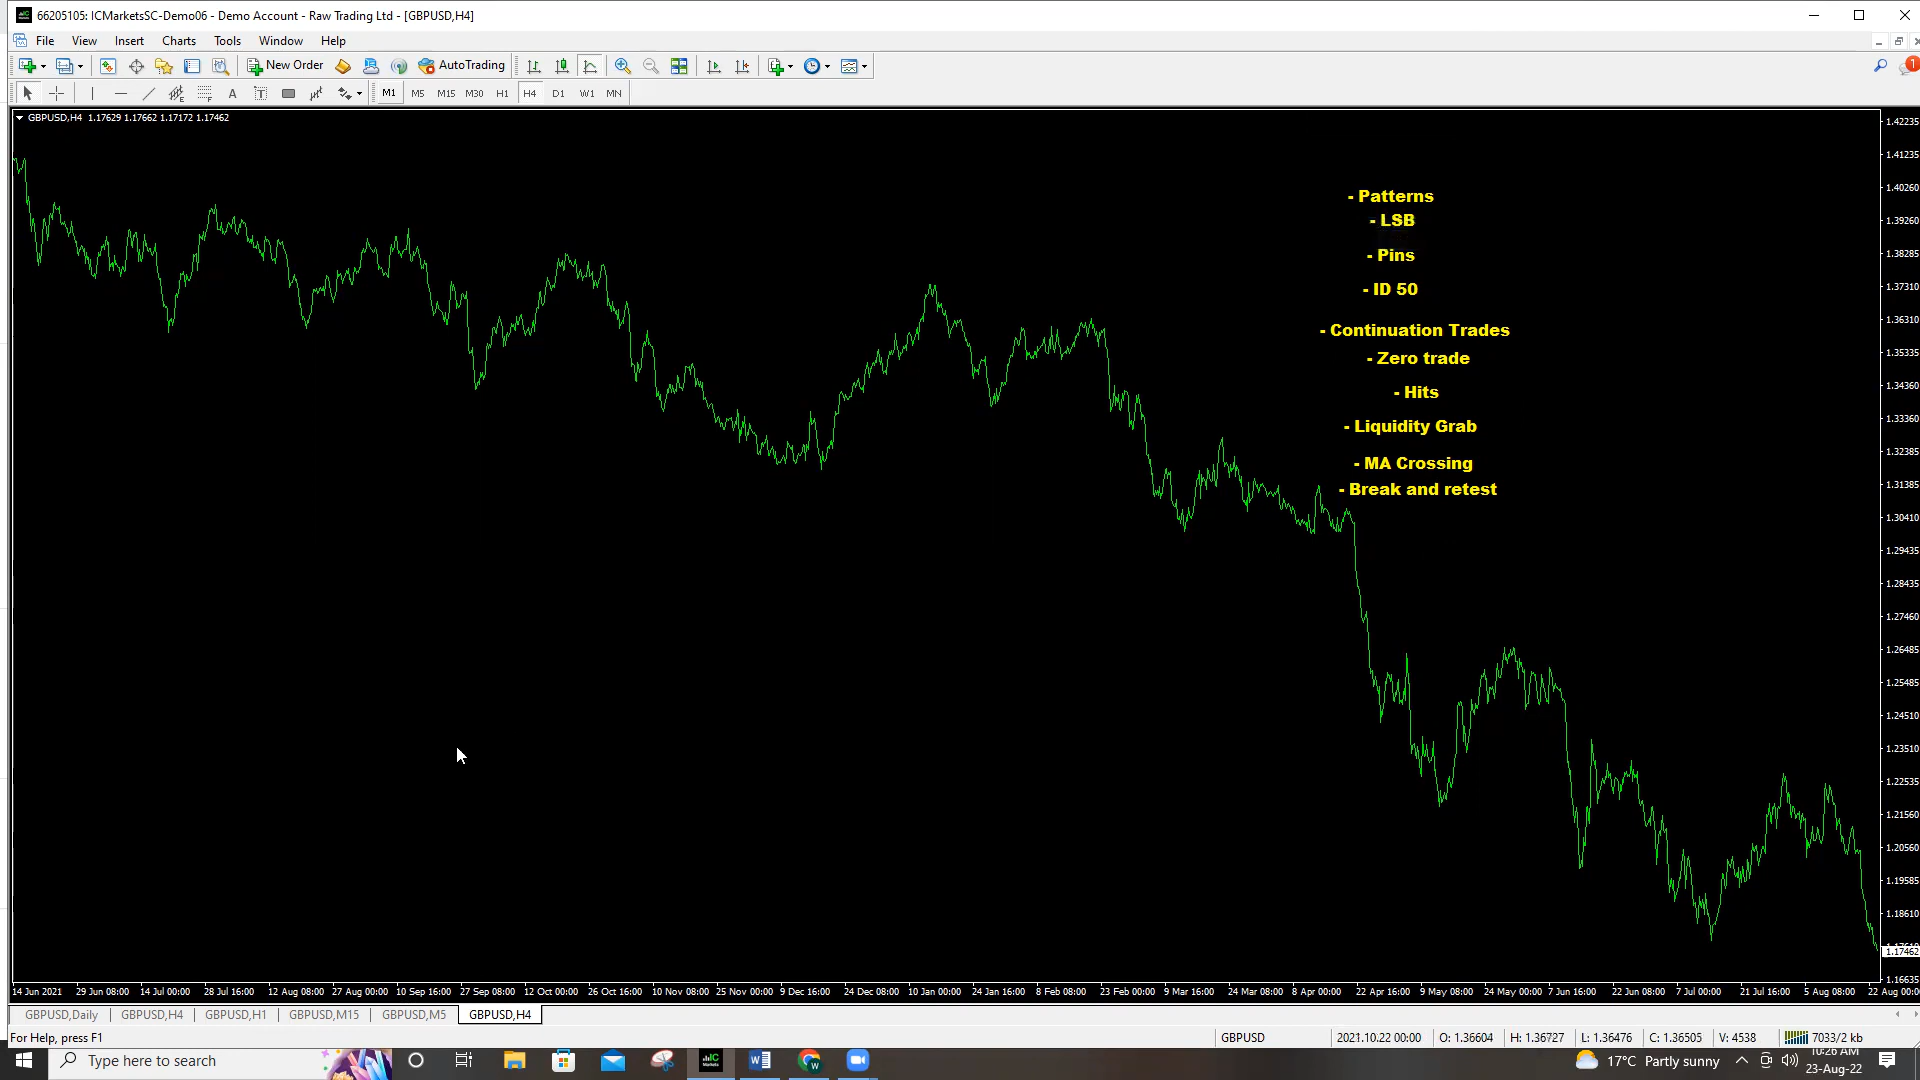 66205105: ICMarketsSC-Demo06 - Demo Account - Raw Trading Ltd - [GBPUSD,H4]
File View Insert Charts Tools Window Help
New Order AutoTrading
1
A T M1 M5 M15 M30 H1 H4 D1 W1 MN
GBPUSD,H4 1.17629 1.17662 1.17172 1.17462
1.42235
1.41235
1.40260
1.39260
1.38285
1.37310
1.36310
1.35335
1.34360
1.33360
1.32385
1.31385
1.30410
1.29435
1.28435
1.27460
1.26485
1.25485
1.24510
1.23510
1.22535
1.21560
1.20560
1.19585
1.18610
1.17462
1.16635
- Patterns
- LSB
- Pins
- ID 50
- Continuation Trades
- Zero trade
- Hits
- Liquidity Grab
- MA Crossing
- Break and retest
14 Jun 2021 29 Jun 08:00 14 Jul 00:00 28 Jul 16:00 12 Aug 08:00 27 Aug 00:00 10 Sep 16:00 27 Sep 08:00 12 Oct 00:00 26 Oct 16:00 10 Nov 08:00 25 Nov 00:00 9 Dec 16:00 24 Dec 08:00 10 Jan 00:00 24 Jan 16:00 8 Feb 08:00 23 Feb 00:00 9 Mar 16:00 24 Mar 08:00 8 Apr 00:00 22 Apr 16:00 9 May 08:00 24 May 00:00 7 Jun 16:00 22 Jun 08:00 7 Jul 00:00 21 Jul 16:00 5 Aug 08:00 22 Aug 00:00
GBPUSD,Daily GBPUSD,H4 GBPUSD,H1 GBPUSD,M15 GBPUSD,M5 GBPUSD,H4
For Help, press F1 GBPUSD 2021.10.22 00:00 O: 1.36604 H: 1.36727 L: 1.36476 C: 1.36505 V: 4538 7033/2 kb
Type here to search 17°C Partly sunny 10:26 AM
23-Aug-22